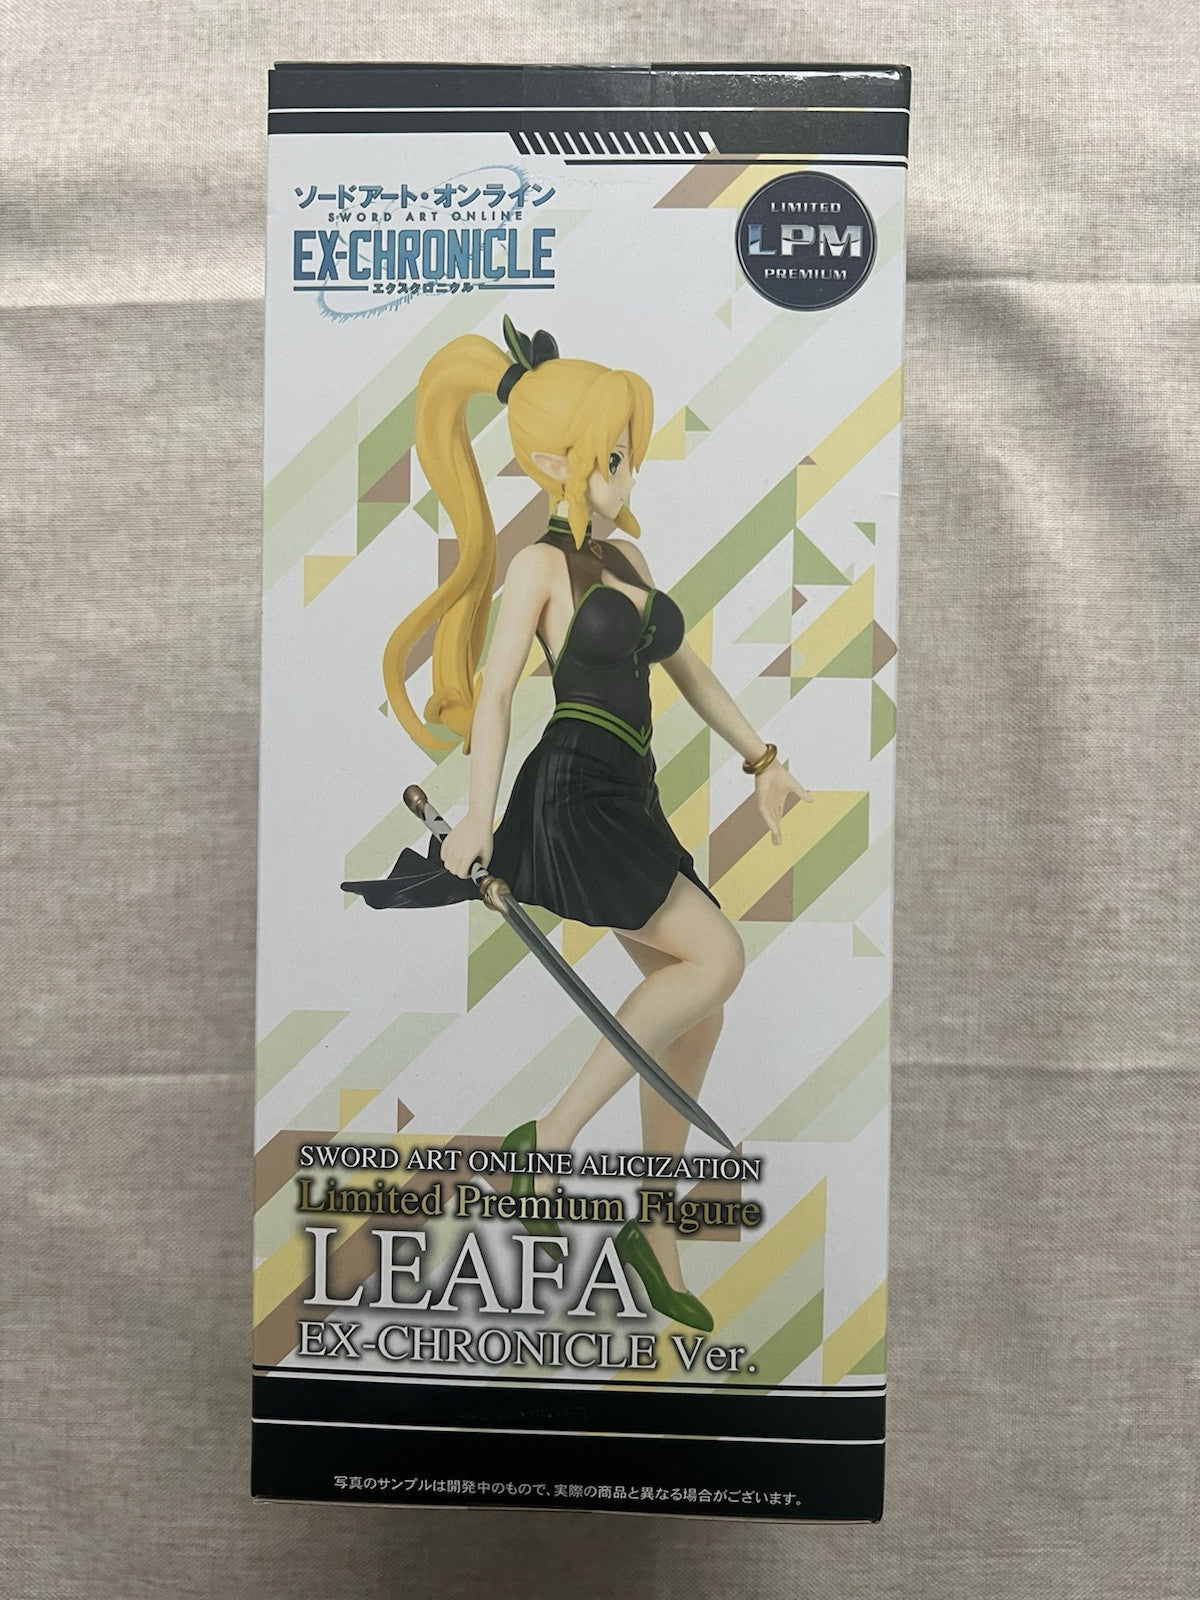 ソードアート・オンライン
SWORD ART ONLINE
EX-CHRONICLE
エクスクロニクル
LIMITED
LPM
PREMIUM
SWORD ART ONLINE ALICIZATION
Limited Premium Figure
LEAFA
EX-CHRONICLE Ver.
写真のサンプルは開発中のもので、実際の商品と異なる場合がございます。